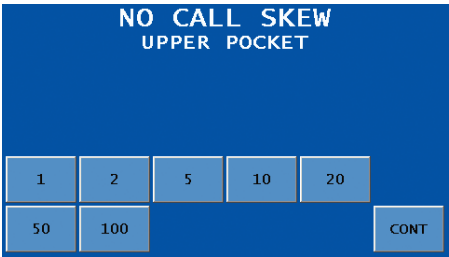 NO CALL SKEW
UPPER POCKET
1 2 5 10 20
50 100 CONT